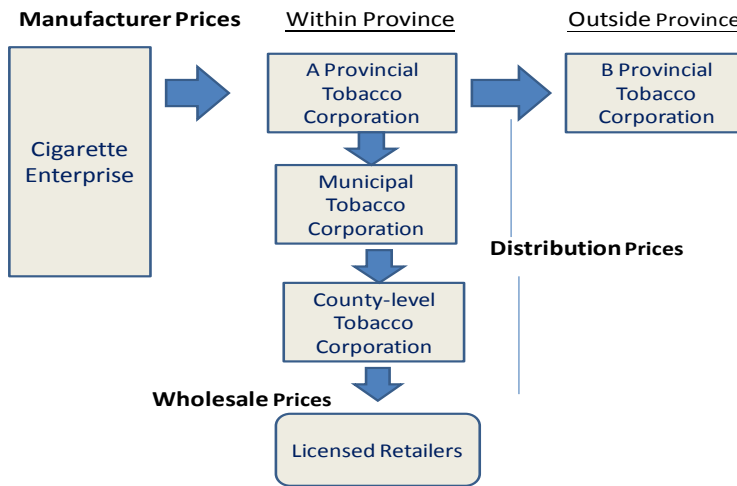 Manufacturer Prices
Within Province
Outside Province
Cigarette
Enterprise
A Provincial
Tobacco
Corporation
B Provincial
Tobacco
Corporation
Municipal
Tobacco
Corporation
Distribution Prices
County-level
Tobacco
Corporation
Wholesale Prices
Licensed Retailers